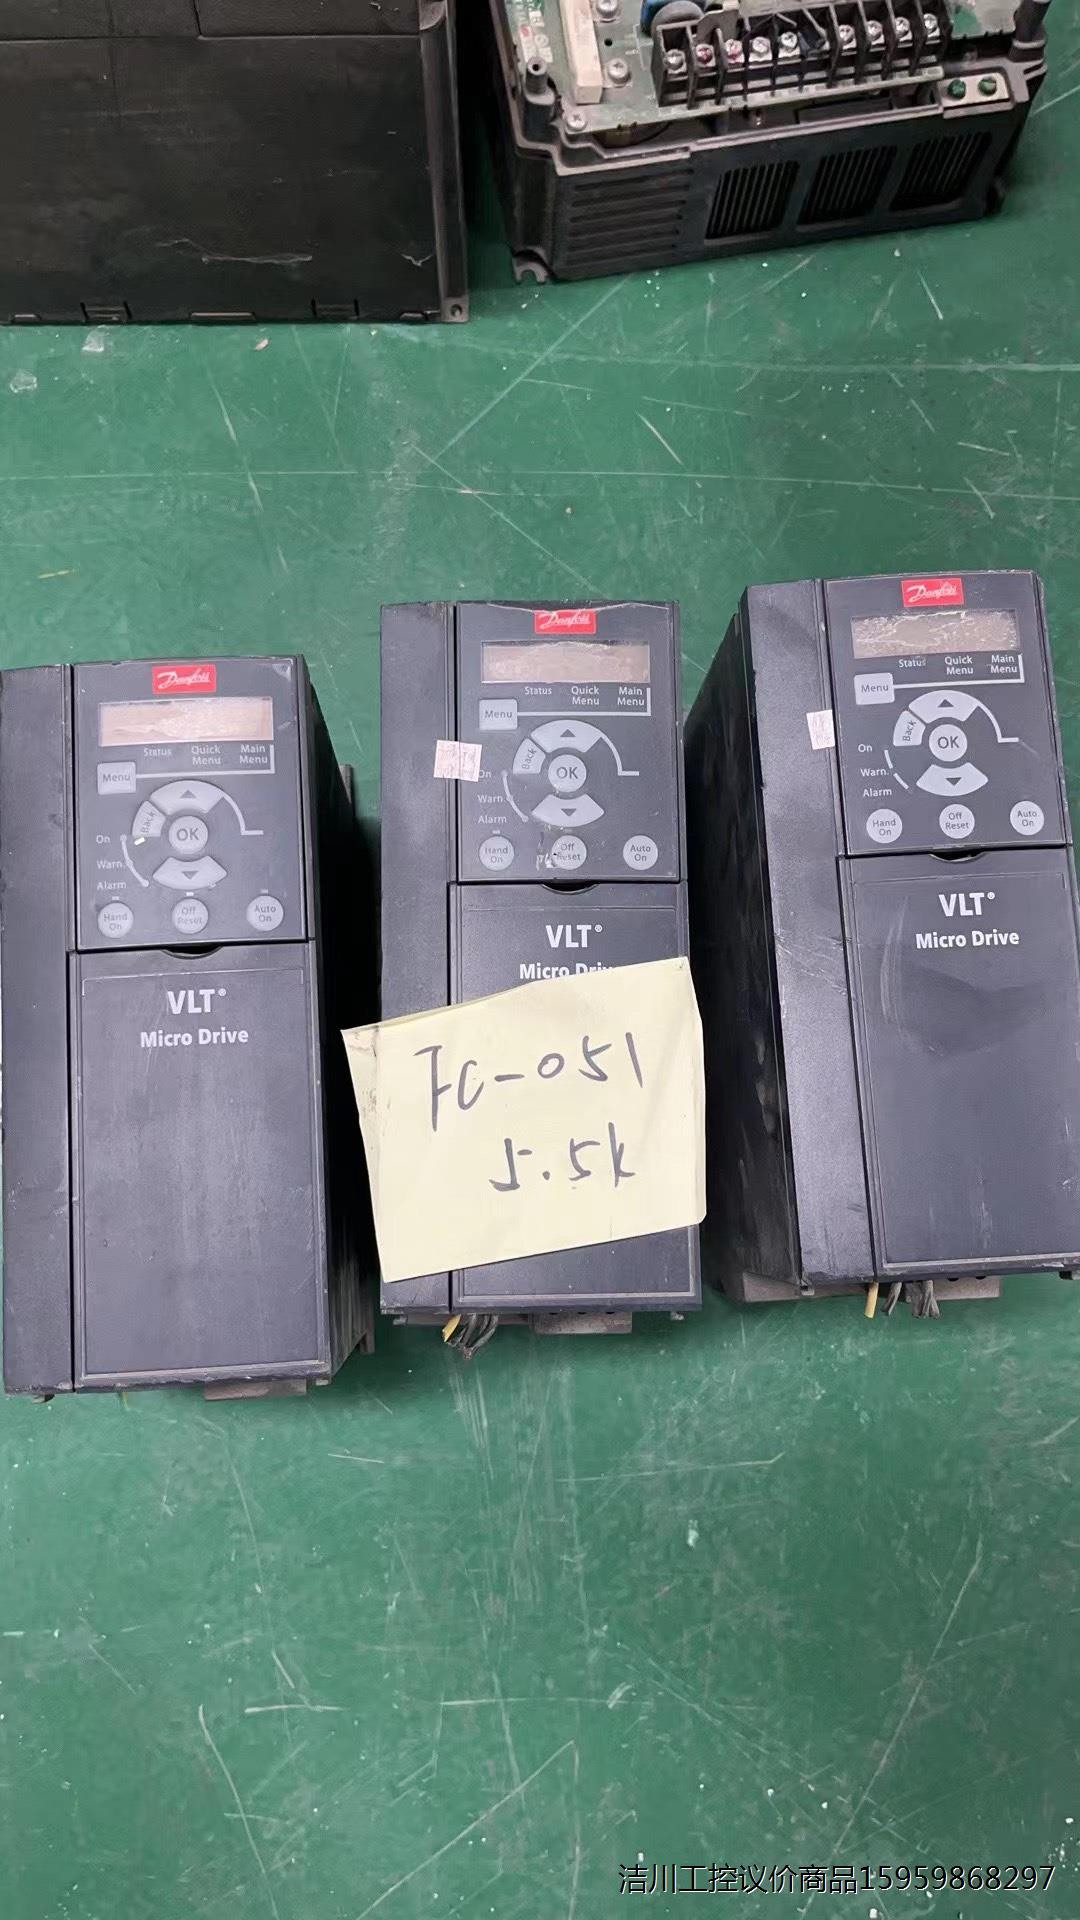 Danfoss
Status
Quick Menu
Main Menu
Menu
Back
OK
On
Warn.
Alarm
Hand On
Off Reset
Auto On
VLT®
Micro Drive
Danfoss
Status
Quick Menu
Main Menu
Menu
Back
OK
On
Warn.
Alarm
Hand On
Off Reset
Auto On
VLT®
Micro Drive
FC-051
5.5k
Danfoss
Status
Quick Menu
Main Menu
Menu
Back
OK
On
Warn.
Alarm
Hand On
Off Reset
Auto On
VLT®
Micro Drive
洁川工控议价商品15959868297